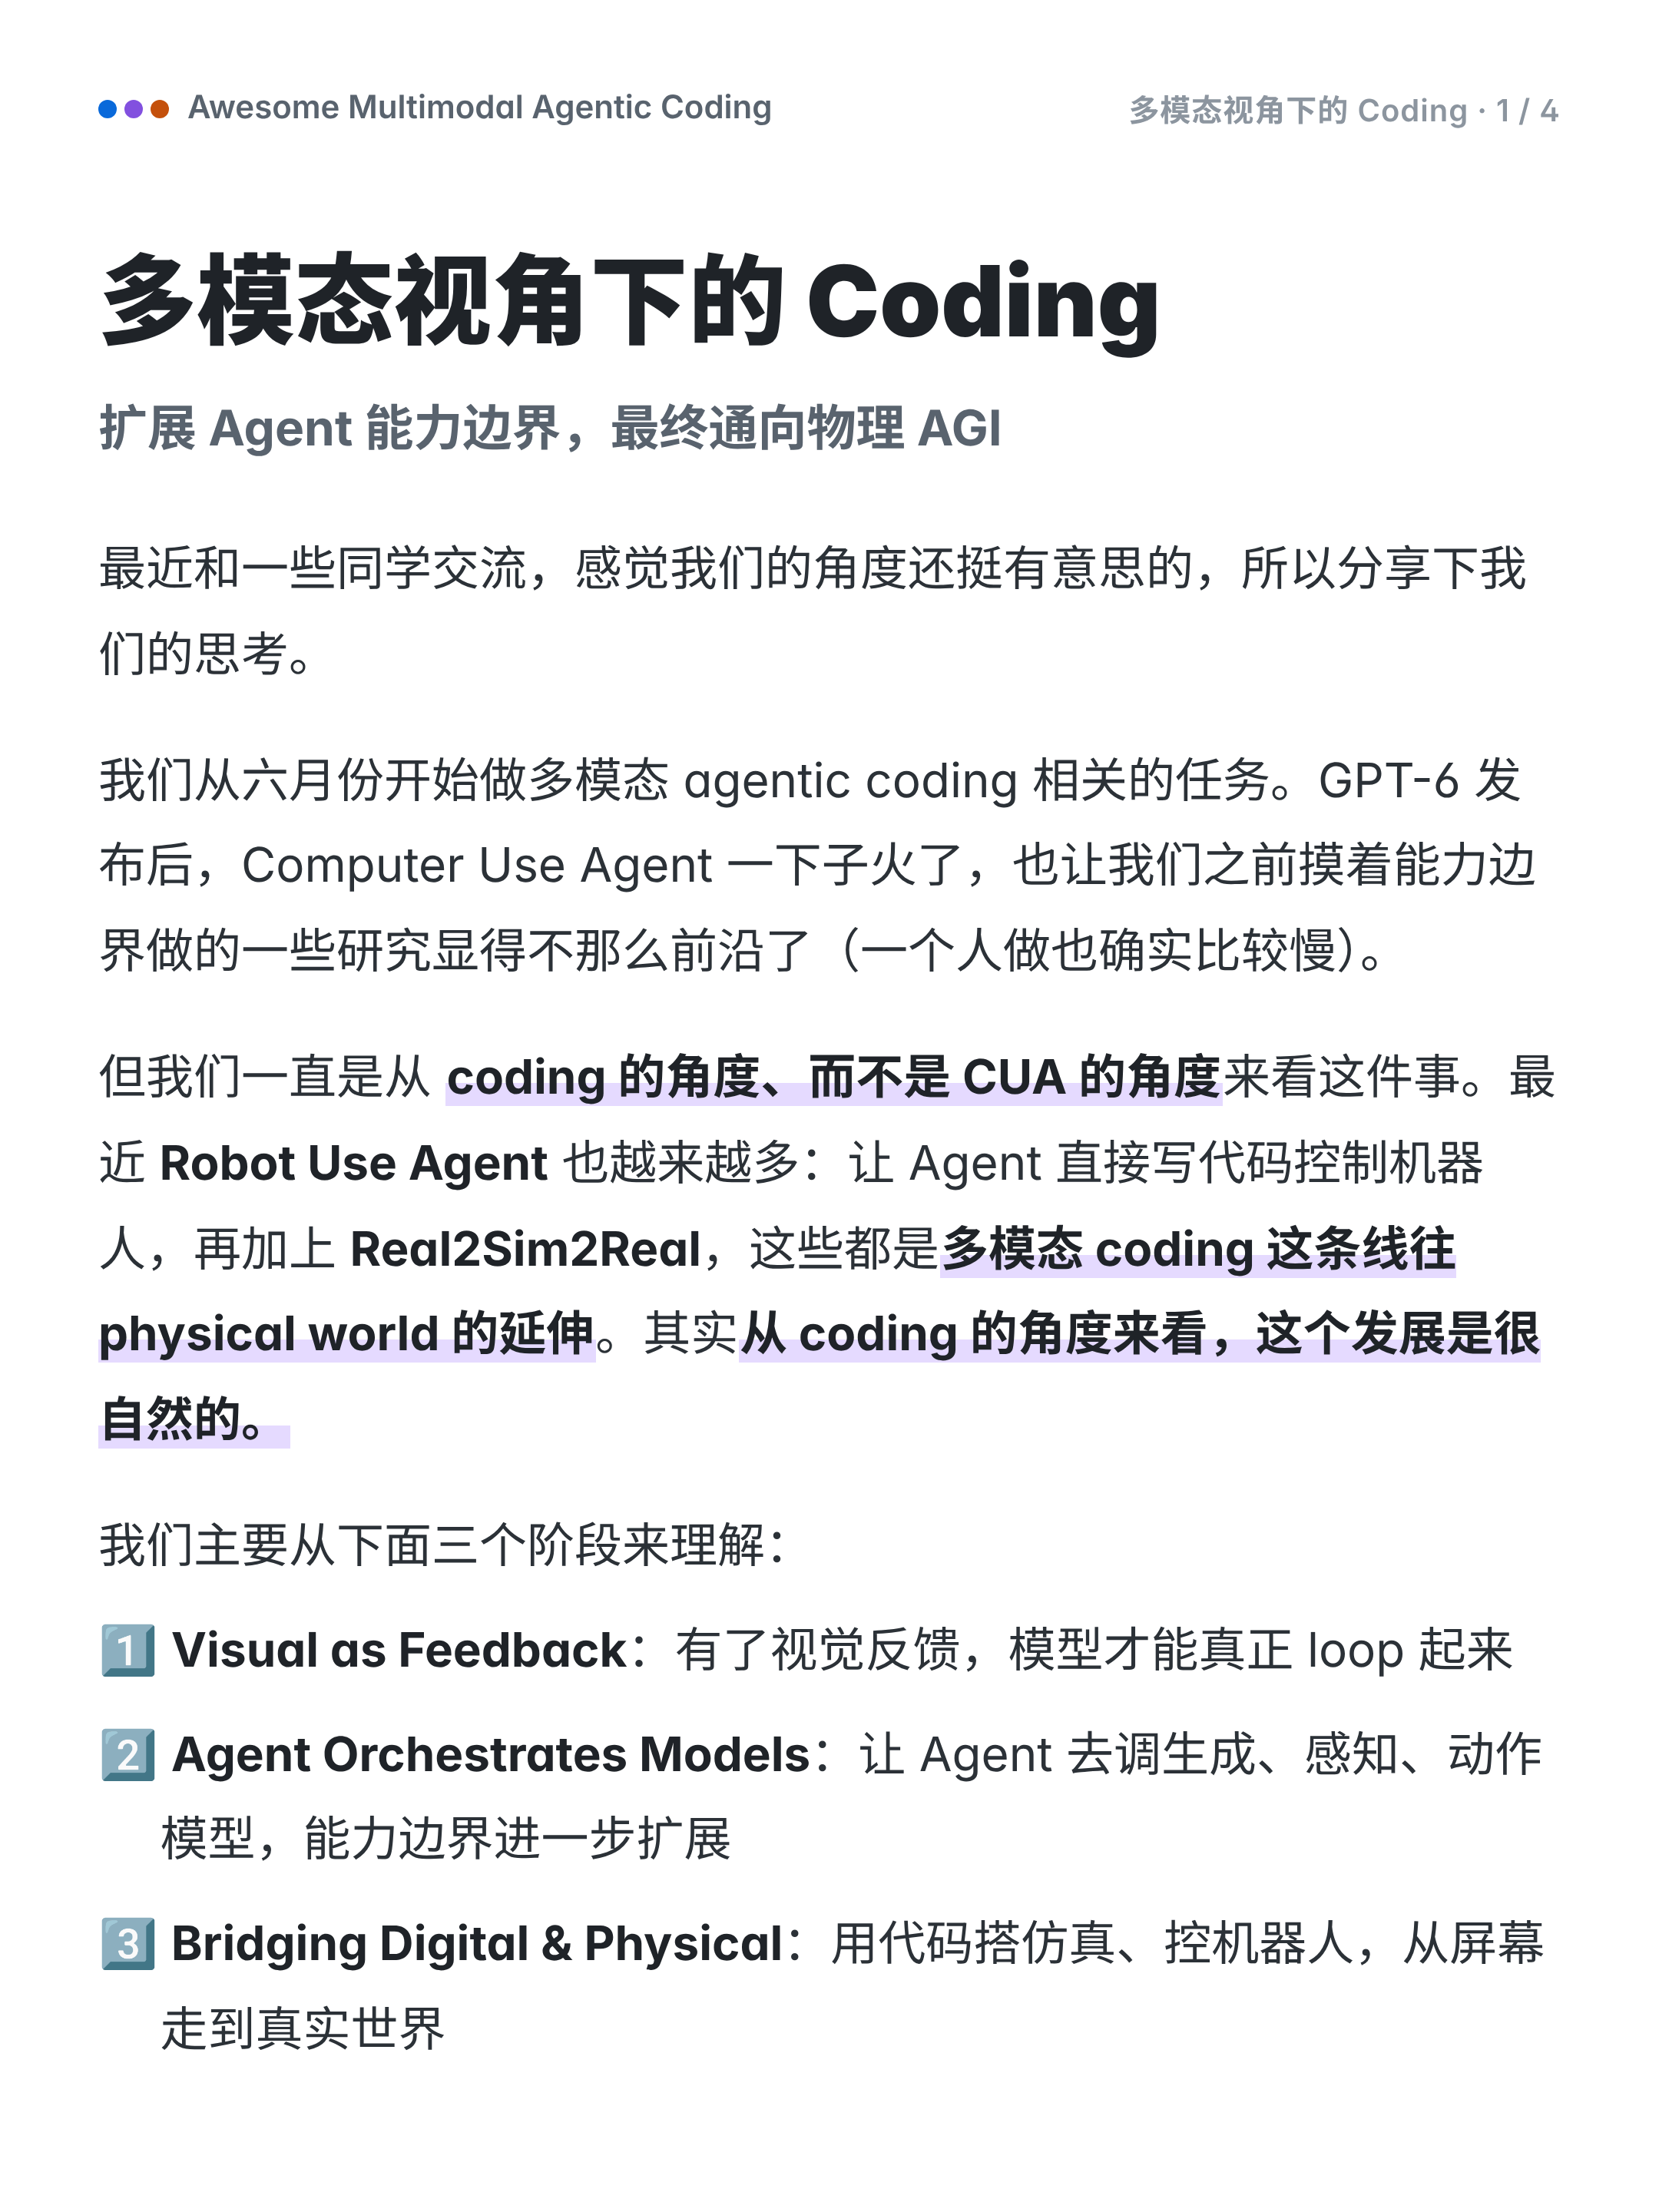 Awesome Multimodal Agentic Coding
多模态视角下的 Coding · 1 / 4
多模态视角下的 Coding
扩展 Agent 能力边界，最终通向物理 AGI
最近和一些同学交流，感觉我们的角度还挺有意思的，所以分享下我
们的思考。
我们从六月份开始做多模态 agentic coding 相关的任务。GPT-6 发
布后，Computer Use Agent 一下子火了，也让我们之前摸着能力边
界做的一些研究显得不那么前沿了（一个人做也确实比较慢）。
但我们一直是从 coding 的角度、而不是 CUA 的角度来看这件事。最
近 Robot Use Agent 也越来越多：让 Agent 直接写代码控制机器
人，再加上 Real2Sim2Real，这些都是多模态 coding 这条线往
physical world 的延伸。其实从 coding 的角度来看，这个发展是很
自然的。
我们主要从下面三个阶段来理解：
1️⃣ Visual as Feedback：有了视觉反馈，模型才能真正 loop 起来
2️⃣ Agent Orchestrates Models：让 Agent 去调生成、感知、动作
模型，能力边界进一步扩展
3️⃣ Bridging Digital & Physical：用代码搭仿真、控机器人，从屏幕
走到真实世界